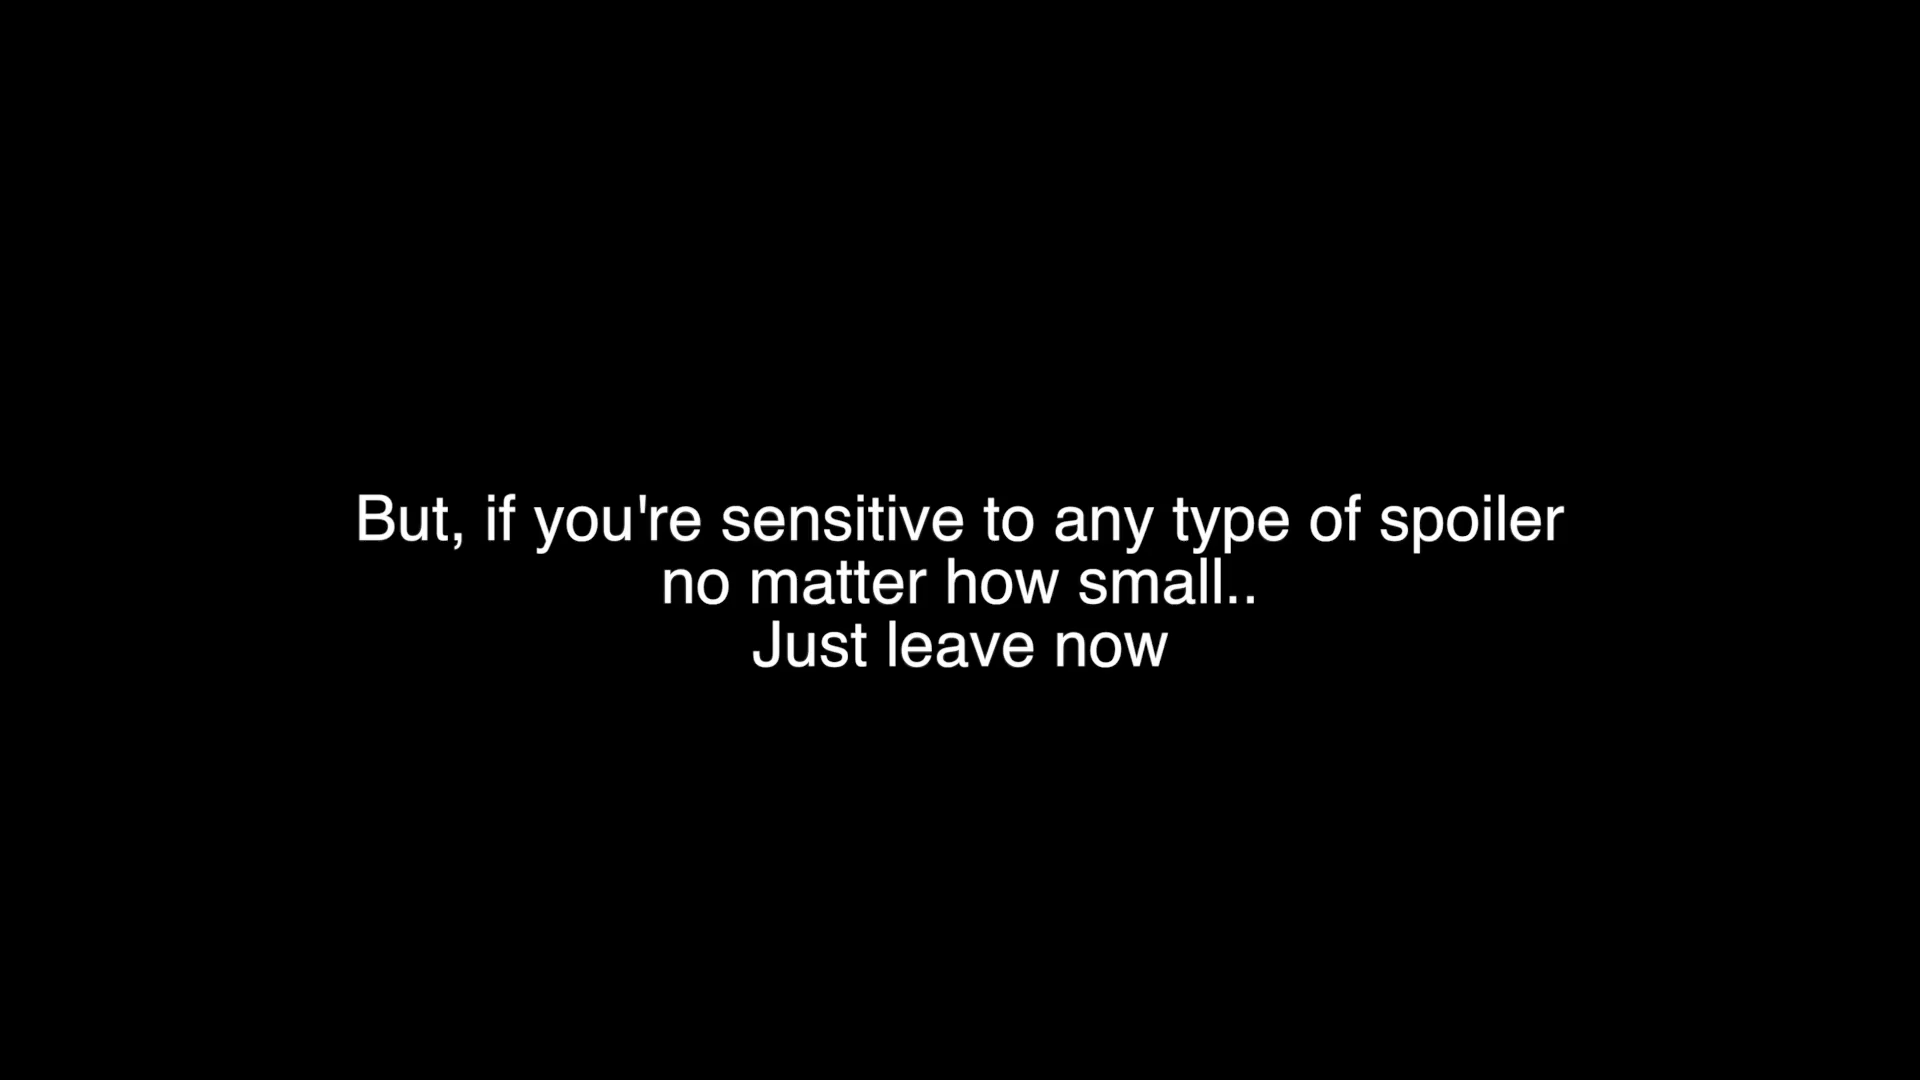 But, if you're sensitive to any type of spoiler
no matter how small..
Just leave now